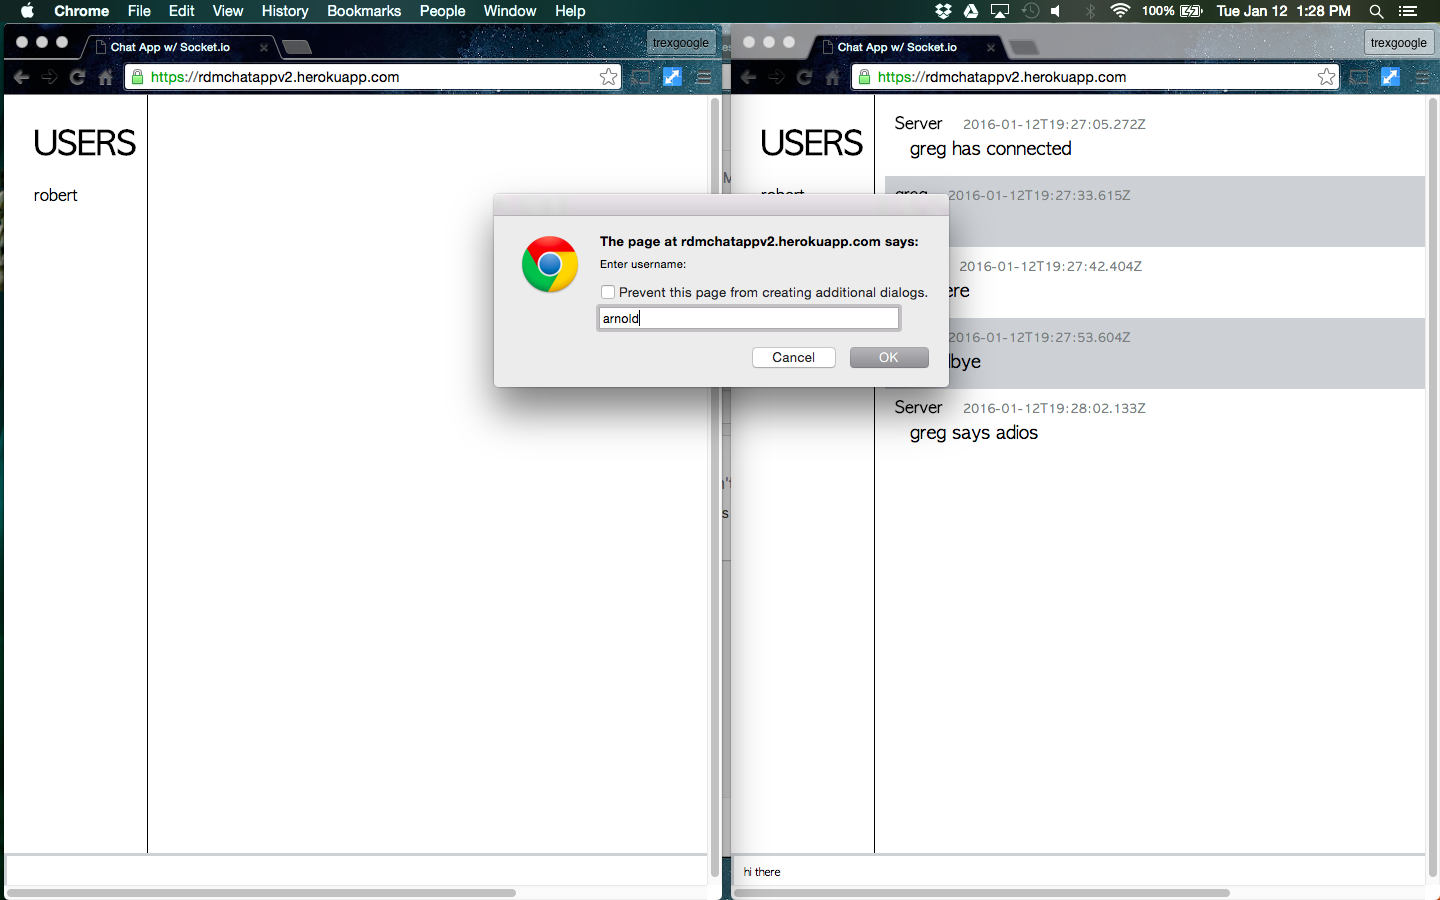 Chrome File Edit View History Bookmarks People Window Help 100% Tue Jan 12 1:28 PM
Chat App w/ Socket.io trexgoogle
https://rdmchatappv2.herokuapp.com
USERS
robert
es
Chat App w/ Socket.io trexgoogle
https://rdmchatappv2.herokuapp.com
USERS
robert
Server 2016-01-12T19:27:05.272Z
greg has connected
greg 2016-01-12T19:27:33.615Z
2016-01-12T19:27:42.404Z
ere
2016-01-12T19:27:53.604Z
bye
Server 2016-01-12T19:28:02.133Z
greg says adios
hi there
The page at rdmchatappv2.herokuapp.com says:
Enter username:
Prevent this page from creating additional dialogs.
arnold
Cancel OK